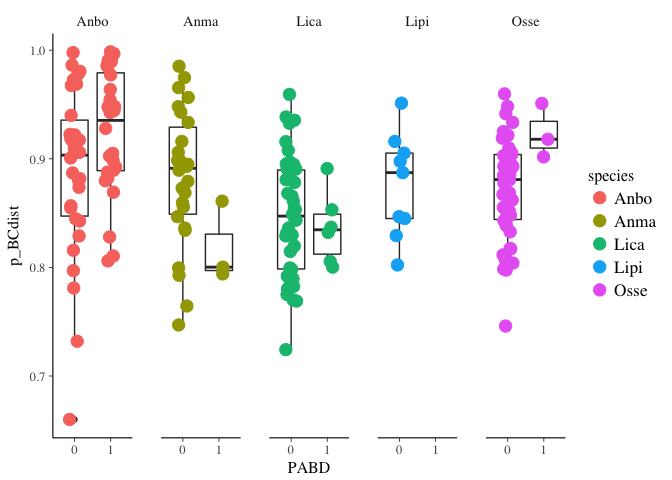 Anbo Anma Lica Lipi Osse
1.0
0.9
0.8
0.7
p_BCdist
0 1 0 1 0 1 0 1 0 1
PABD
species
Anbo
Anma
Lica
Lipi
Osse